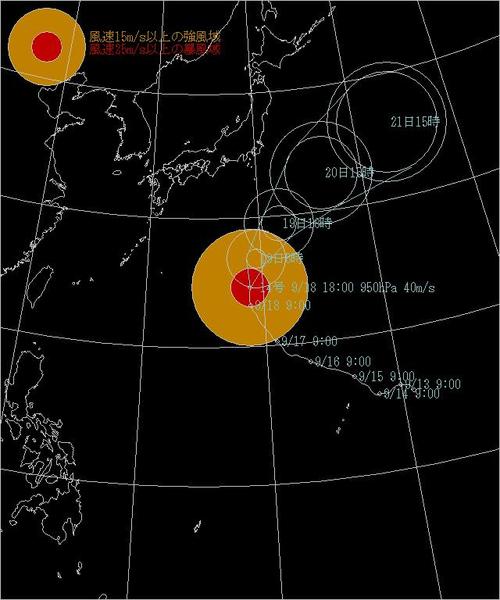 風速15m/s以上の強風域
風速25m/s以上の暴風域
21日15時
20日15時
19日18時
19日6時
14号 9/18 18:00 950hPa 40m/s
9/18 9:00
9/17 9:00
9/16 9:00
9/15 9:00
9/13 9:00
9/14 9:00